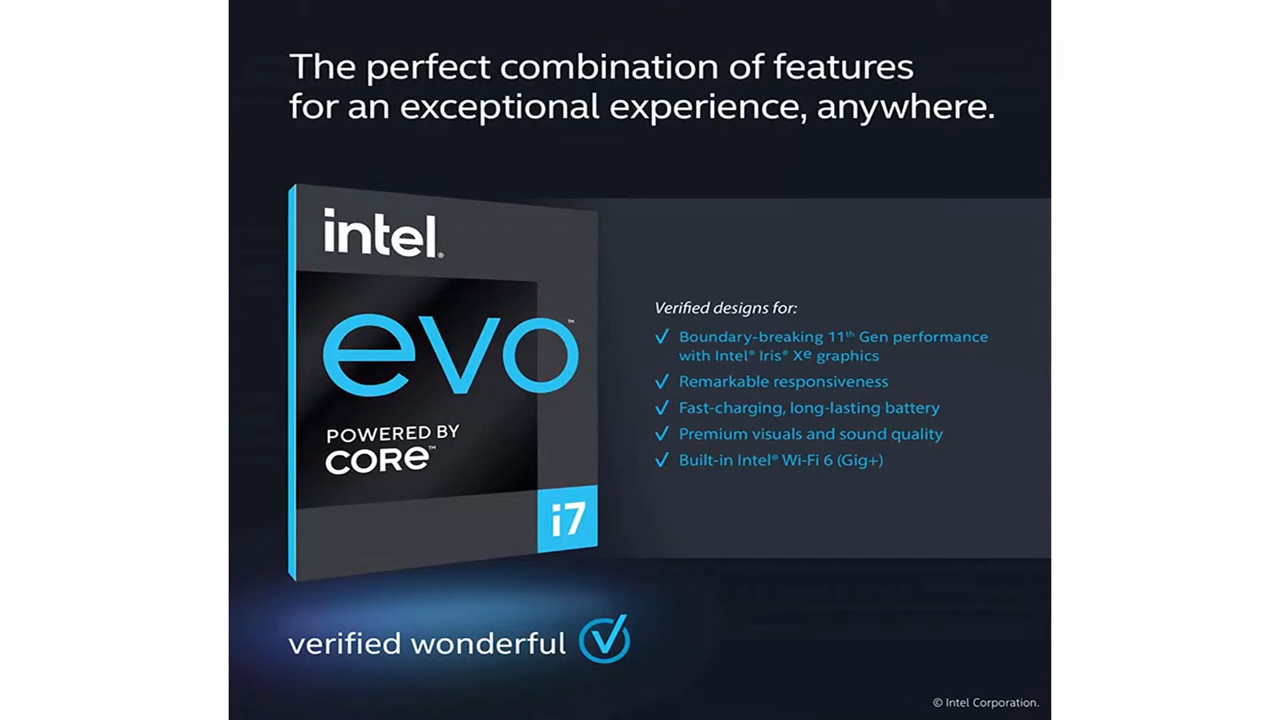 The perfect combination of features
for an exceptional experience, anywhere.
intel®
evo™
POWERED BY
CORE™
i7
Verified designs for:
✓ Boundary-breaking 11th Gen performance
with Intel® Iris® Xe graphics
✓ Remarkable responsiveness
✓ Fast-charging, long-lasting battery
✓ Premium visuals and sound quality
✓ Built-in Intel® Wi-Fi 6 (Gig+)
verified wonderful
© Intel Corporation.